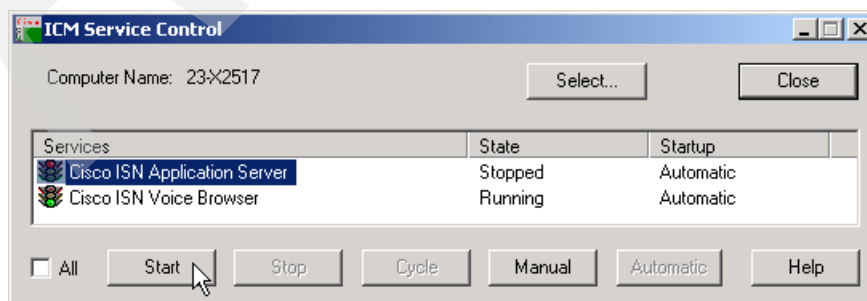 ICM Service Control
Computer Name: 23-X2517 Select... Close
Services State Startup
Cisco ISN Application Server Stopped Automatic
Cisco ISN Voice Browser Running Automatic
All Start Stop Cycle Manual Automatic Help